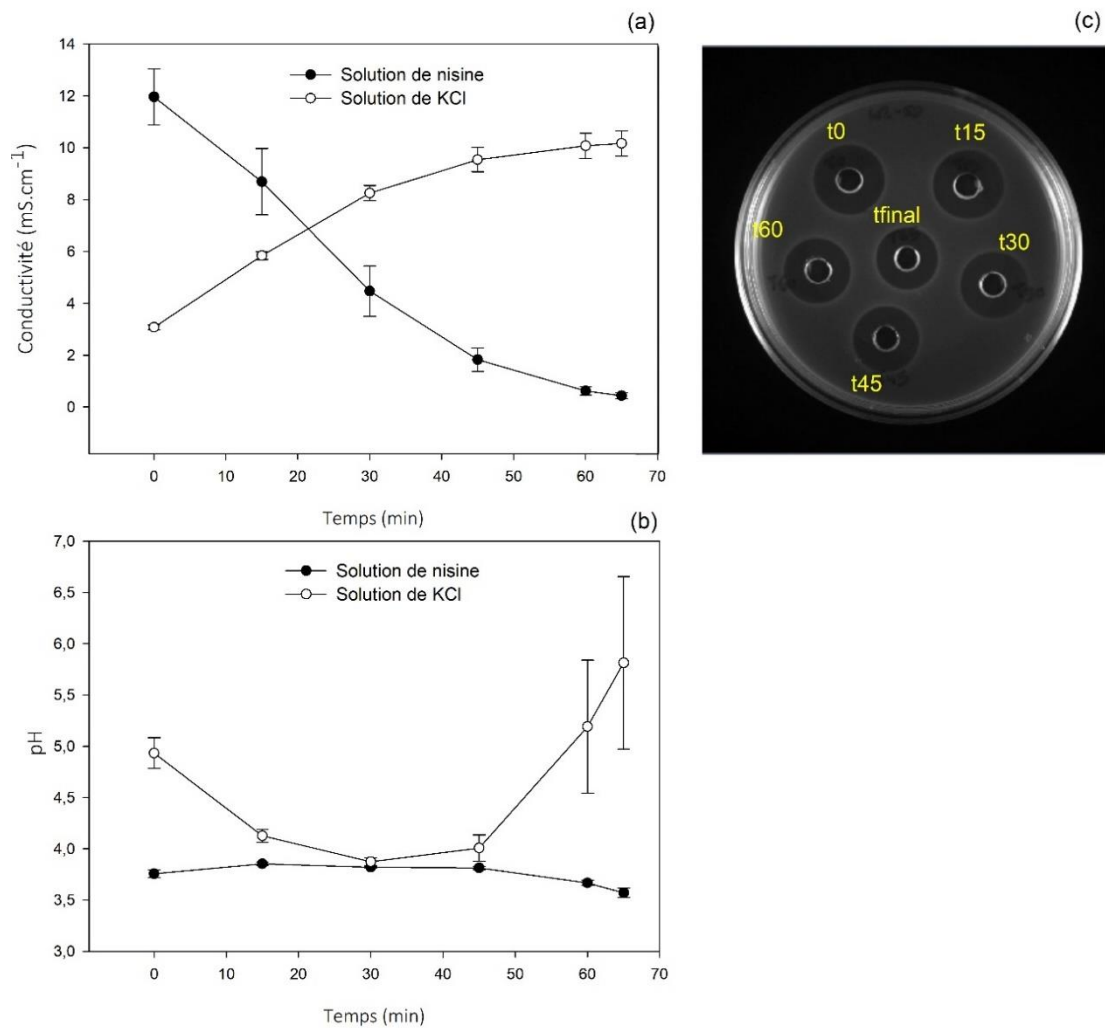 (a)
14
12
10
8
6
4
2
0
Conductivité (mS.cm⁻¹)
Solution de nisine
Solution de KCl
0 10 20 30 40 50 60 70
Temps (min)
(b)
7,0
6,5
6,0
5,5
5,0
4,5
4,0
3,5
3,0
pH
Solution de nisine
Solution de KCl
0 10 20 30 40 50 60 70
Temps (min)
(c)
t0 t15
tfinal
t60
t30
t45